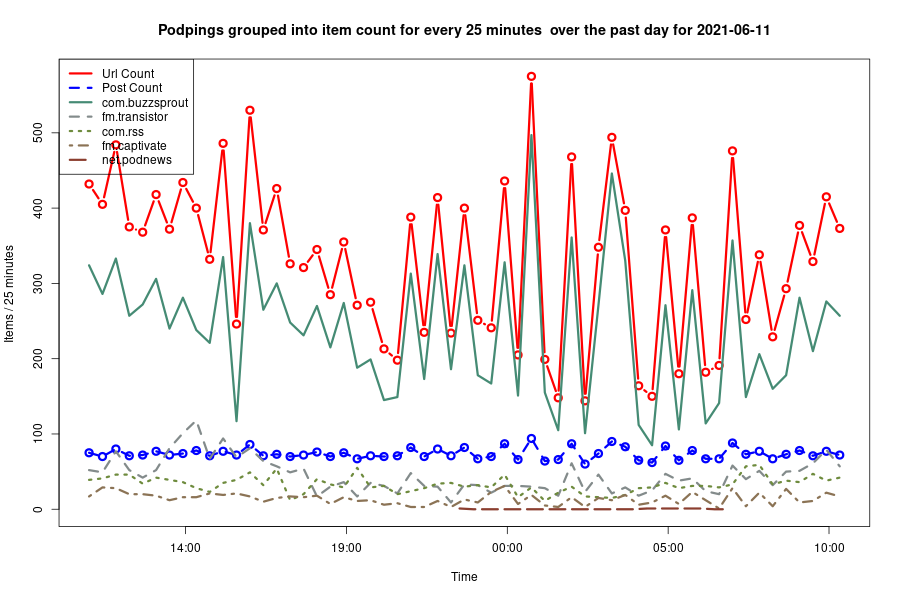 Podpings grouped into item count for every 25 minutes  over the past day for 2021-06-11
Url Count
Post Count
com.buzzsprout
fm.transistor
com.rss
fm.captivate
net.podnews
Items / 25 minutes
500
400
300
200
100
0
14:00 19:00 00:00 05:00 10:00
Time